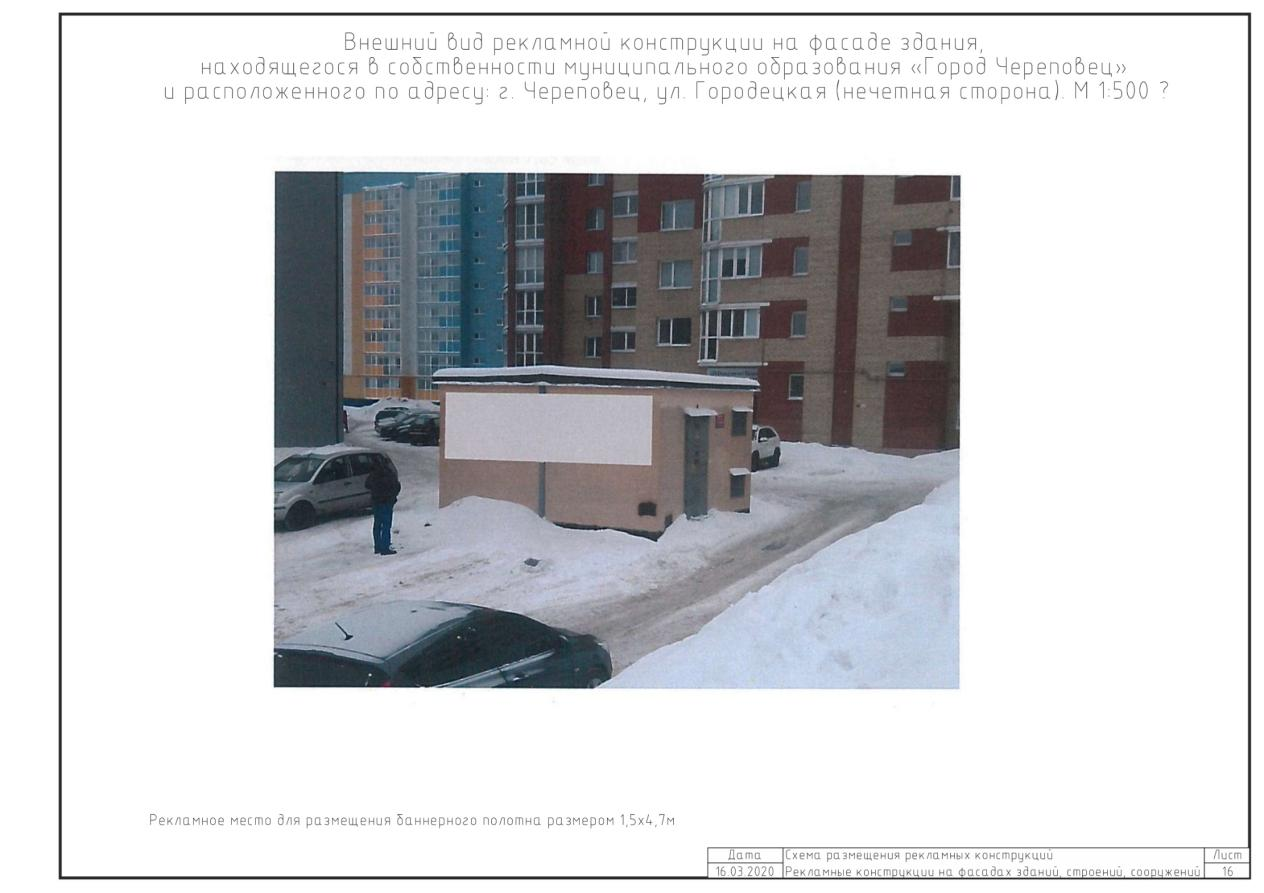 Внешний вид рекламной конструкции на фасаде здания,
находящегося в собственности муниципального образования «Город Череповец»
и расположенного по адресу: г. Череповец, ул. Городецкая (нечетная сторона). М 1:500 ?
Рекламное место для размещения баннерного полотна размером 1,5х4,7м
Дата Схема размещения рекламных конструкций Лист
16.03.2020 Рекламные конструкции на фасадах зданий, строений, сооружений 16